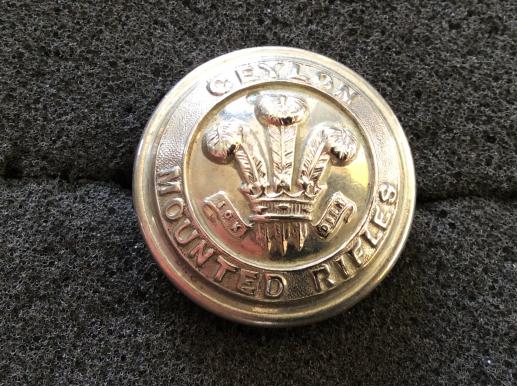 CEYLON
ICH DIEN
MOUNTED RIFLES